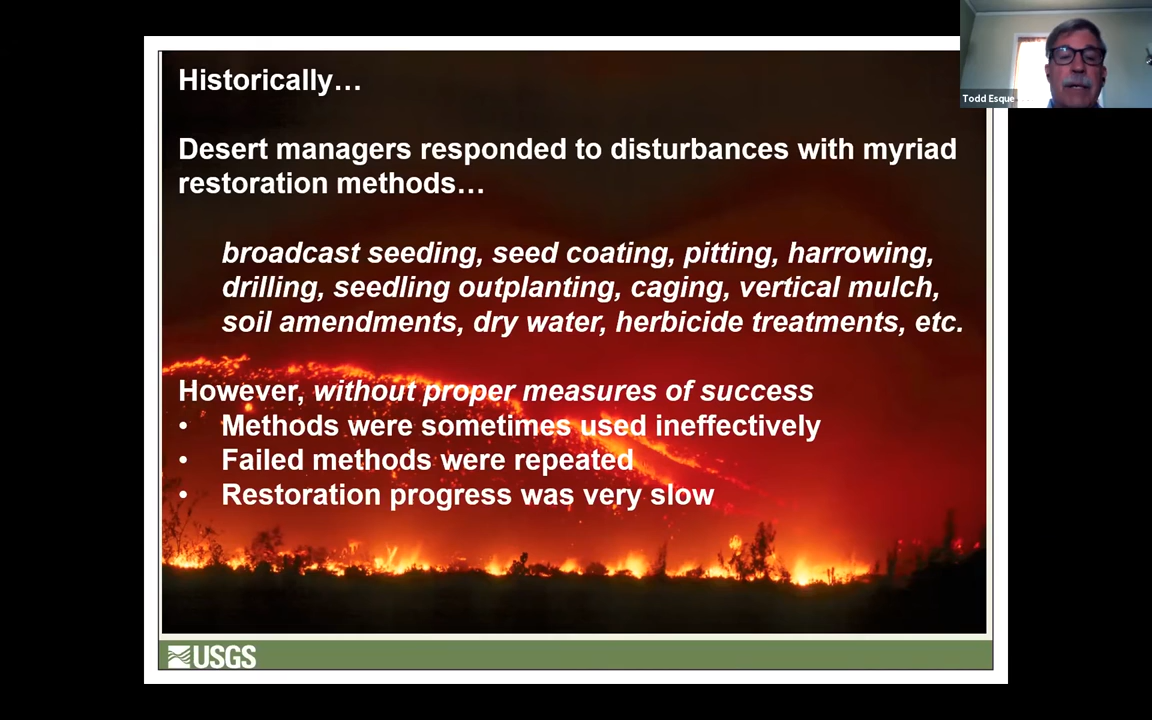 Historically…
Desert managers responded to disturbances with myriad
restoration methods…
broadcast seeding, seed coating, pitting, harrowing,
drilling, seedling outplanting, caging, vertical mulch,
soil amendments, dry water, herbicide treatments, etc.
However, without proper measures of success
• Methods were sometimes used ineffectively
• Failed methods were repeated
• Restoration progress was very slow
USGS
Todd Esque